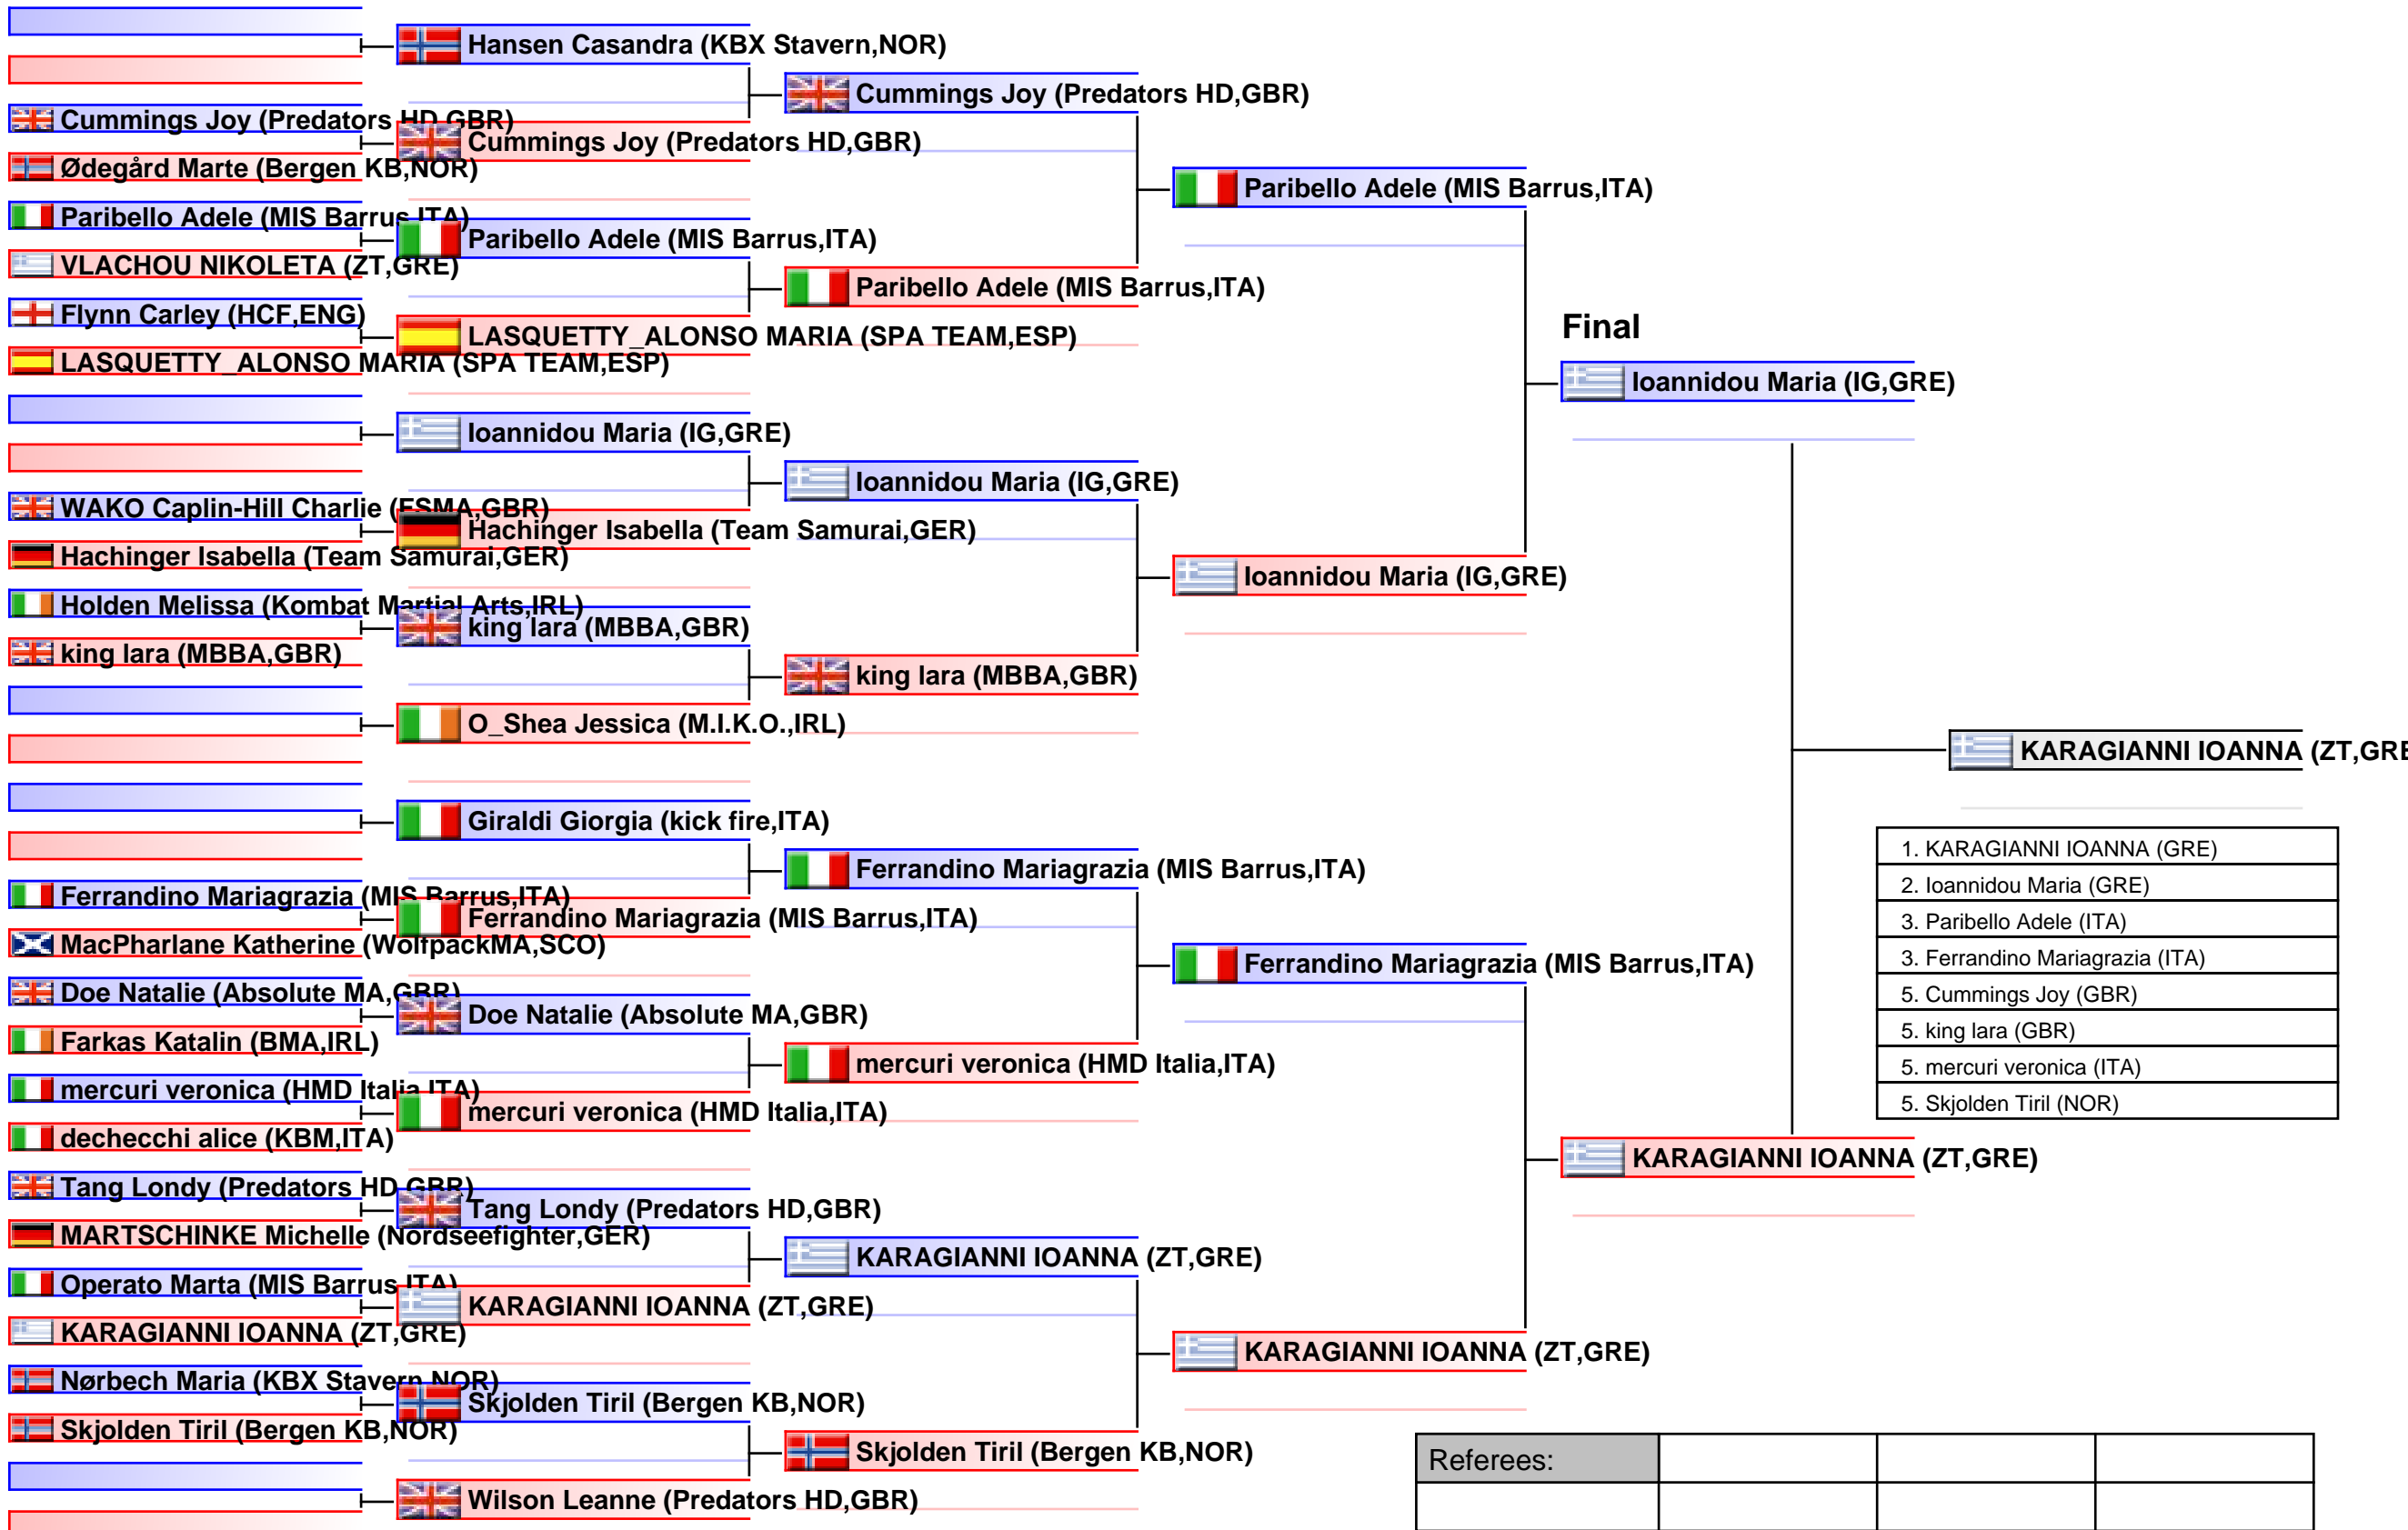 Hansen Casandra (KBX Stavern,NOR)
Cummings Joy (Predators HD,GBR)
Ødegård Marte (Bergen KB,NOR)
Cummings Joy (Predators HD,GBR)
Cummings Joy (Predators HD,GBR)
Paribello Adele (MIS Barrus,ITA)
VLACHOU NIKOLETA (ZT,GRE)
Paribello Adele (MIS Barrus,ITA)
Flynn Carley (HCF,ENG)
LASQUETTY_ALONSO MARIA (SPA TEAM,ESP)
LASQUETTY_ALONSO MARIA (SPA TEAM,ESP)
Paribello Adele (MIS Barrus,ITA)
Paribello Adele (MIS Barrus,ITA)
Ioannidou Maria (IG,GRE)
WAKO Caplin-Hill Charlie (FSMA,GBR)
Hachinger Isabella (Team Samurai,GER)
Hachinger Isabella (Team Samurai,GER)
Ioannidou Maria (IG,GRE)
Holden Melissa (Kombat Martial Arts,IRL)
king lara (MBBA,GBR)
king lara (MBBA,GBR)
O_Shea Jessica (M.I.K.O.,IRL)
king lara (MBBA,GBR)
Ioannidou Maria (IG,GRE)
Final
Ioannidou Maria (IG,GRE)
Giraldi Giorgia (kick fire,ITA)
Ferrandino Mariagrazia (MIS Barrus,ITA)
MacPharlane Katherine (WolfpackMA,SCO)
Ferrandino Mariagrazia (MIS Barrus,ITA)
Ferrandino Mariagrazia (MIS Barrus,ITA)
Doe Natalie (Absolute MA,GBR)
Farkas Katalin (BMA,IRL)
Doe Natalie (Absolute MA,GBR)
mercuri veronica (HMD Italia,ITA)
dechecchi alice (KBM,ITA)
mercuri veronica (HMD Italia,ITA)
mercuri veronica (HMD Italia,ITA)
Ferrandino Mariagrazia (MIS Barrus,ITA)
Tang Londy (Predators HD,GBR)
MARTSCHINKE Michelle (Nordseefighter,GER)
Tang Londy (Predators HD,GBR)
Operato Marta (MIS Barrus,ITA)
KARAGIANNI IOANNA (ZT,GRE)
KARAGIANNI IOANNA (ZT,GRE)
KARAGIANNI IOANNA (ZT,GRE)
Nørbech Maria (KBX Stavern,NOR)
Skjolden Tiril (Bergen KB,NOR)
Skjolden Tiril (Bergen KB,NOR)
Wilson Leanne (Predators HD,GBR)
Skjolden Tiril (Bergen KB,NOR)
KARAGIANNI IOANNA (ZT,GRE)
KARAGIANNI IOANNA (ZT,GRE)
KARAGIANNI IOANNA (ZT,GRE
1. KARAGIANNI IOANNA (GRE)
2. Ioannidou Maria (GRE)
3. Paribello Adele (ITA)
3. Ferrandino Mariagrazia (ITA)
5. Cummings Joy (GBR)
5. king lara (GBR)
5. mercuri veronica (ITA)
5. Skjolden Tiril (NOR)
Referees: